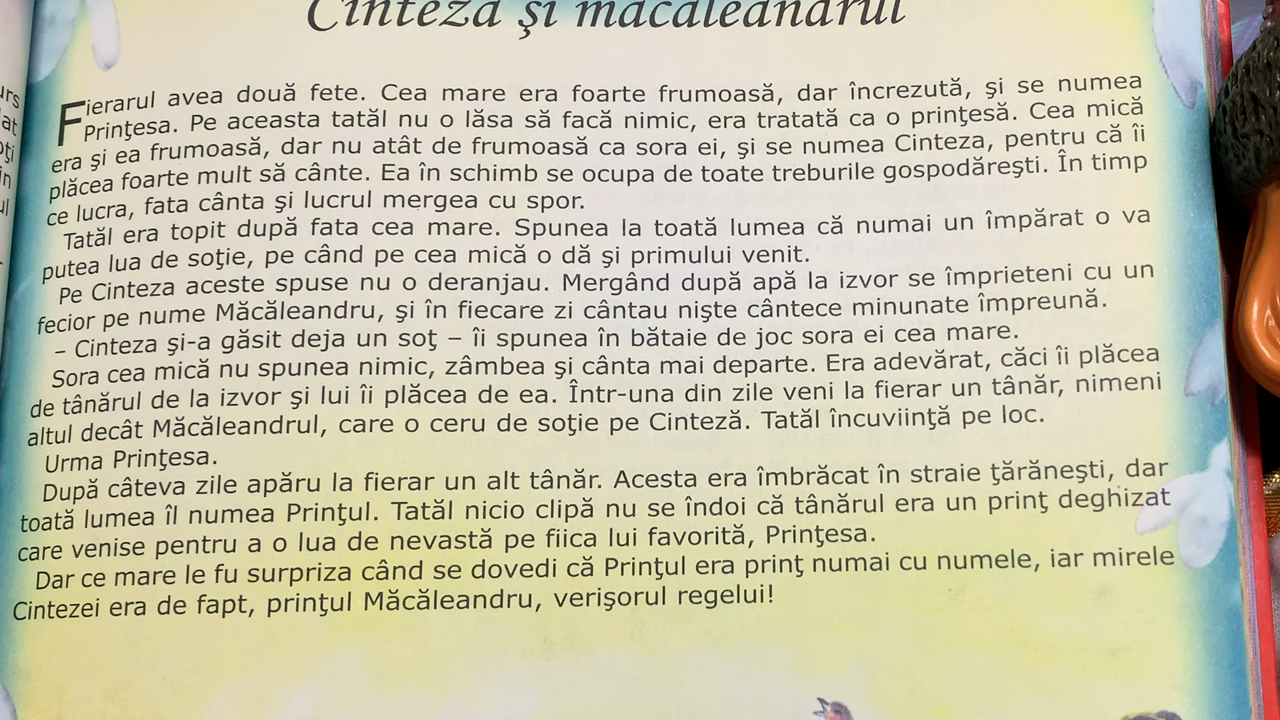 Cinteza şi măcăleandrul
Fierarul avea două fete. Cea mare era foarte frumoasă, dar încrezută, şi se numea
Prinţesa. Pe aceasta tatăl nu o lăsa să facă nimic, era tratată ca o prinţesă. Cea mică
era şi ea frumoasă, dar nu atât de frumoasă ca sora ei, şi se numea Cinteza, pentru că îi
plăcea foarte mult să cânte. Ea în schimb se ocupa de toate treburile gospodăreşti. În timp
ce lucra, fata cânta şi lucrul mergea cu spor.
Tatăl era topit după fata cea mare. Spunea la toată lumea că numai un împărat o va
putea lua de soţie, pe când pe cea mică o dă şi primului venit.
Pe Cinteza aceste spuse nu o deranjau. Mergând după apă la izvor se împrieteni cu un
fecior pe nume Măcăleandru, şi în fiecare zi cântau nişte cântece minunate împreună.
– Cinteza şi-a găsit deja un soţ – îi spunea în bătaie de joc sora ei cea mare.
Sora cea mică nu spunea nimic, zâmbea şi cânta mai departe. Era adevărat, căci îi plăcea
de tânărul de la izvor şi lui îi plăcea de ea. Într-una din zile veni la fierar un tânăr, nimeni
altul decât Măcăleandrul, care o ceru de soţie pe Cinteză. Tatăl încuviinţă pe loc.
Urma Prinţesa.
După câteva zile apăru la fierar un alt tânăr. Acesta era îmbrăcat în straie ţărăneşti, dar
toată lumea îl numea Prinţul. Tatăl nicio clipă nu se îndoi că tânărul era un prinţ deghizat
care venise pentru a o lua de nevastă pe fiica lui favorită, Prinţesa.
Dar ce mare le fu surpriza când se dovedi că Prinţul era prinţ numai cu numele, iar mirele
Cintezei era de fapt, prinţul Măcăleandru, verişorul regelui!